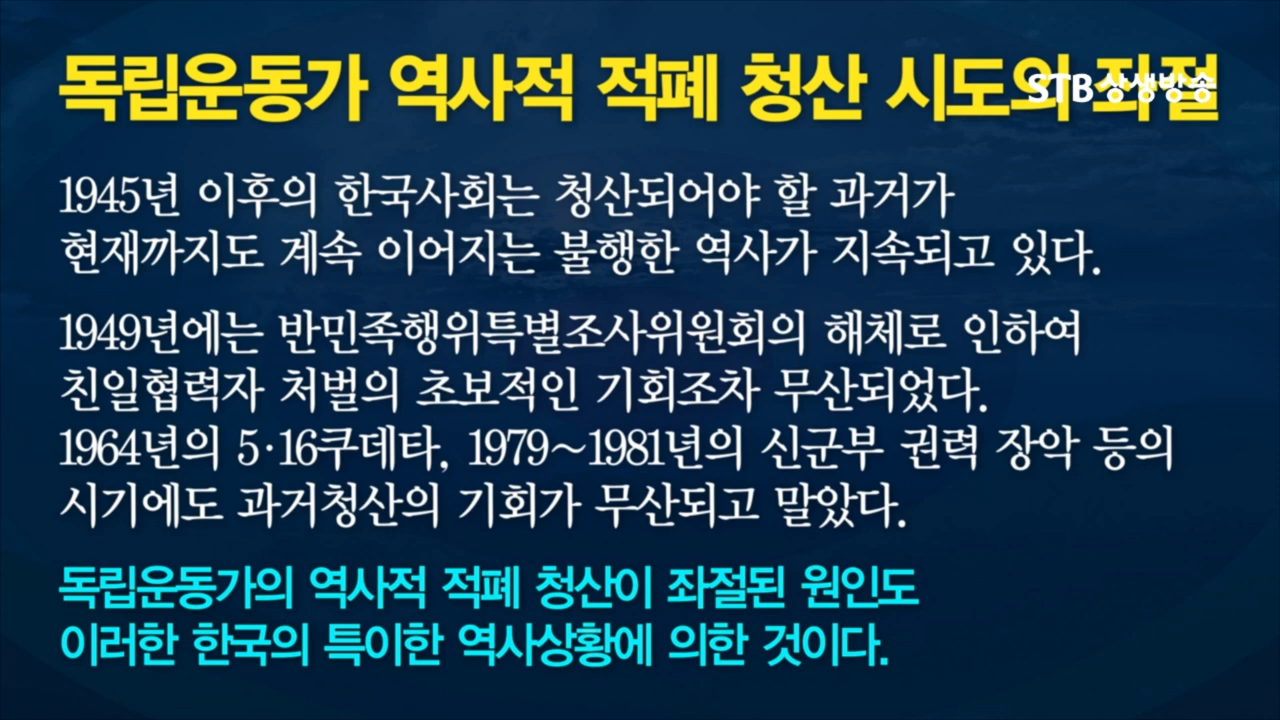 독립운동가 역사적 적폐 청산 시도의 좌절
STB 상생방송
1945년 이후의 한국사회는 청산되어야 할 과거가
현재까지도 계속 이어지는 불행한 역사가 지속되고 있다.
1949년에는 반민족행위특별조사위원회의 해체로 인하여
친일협력자 처벌의 초보적인 기회조차 무산되었다.
1964년의 5·16쿠데타, 1979~1981년의 신군부 권력 장악 등의
시기에도 과거청산의 기회가 무산되고 말았다.
독립운동가의 역사적 적폐 청산이 좌절된 원인도
이러한 한국의 특이한 역사상황에 의한 것이다.